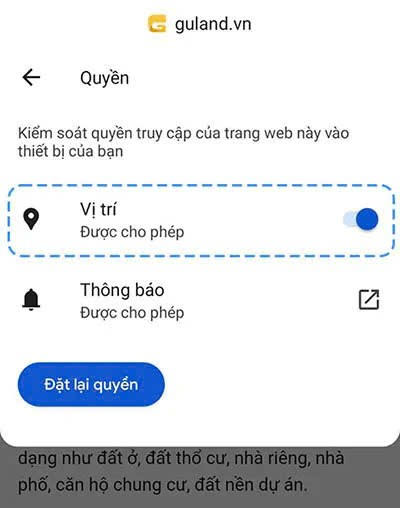 guland.vn
Quyền
Kiểm soát quyền truy cập của trang web này vào
thiết bị của bạn
Vị trí
Được cho phép
Thông báo
Được cho phép
Đặt lại quyền
dạng như đất ở, đất thổ cư, nhà riêng, nhà
phố, căn hộ chung cư, đất nền dự án.